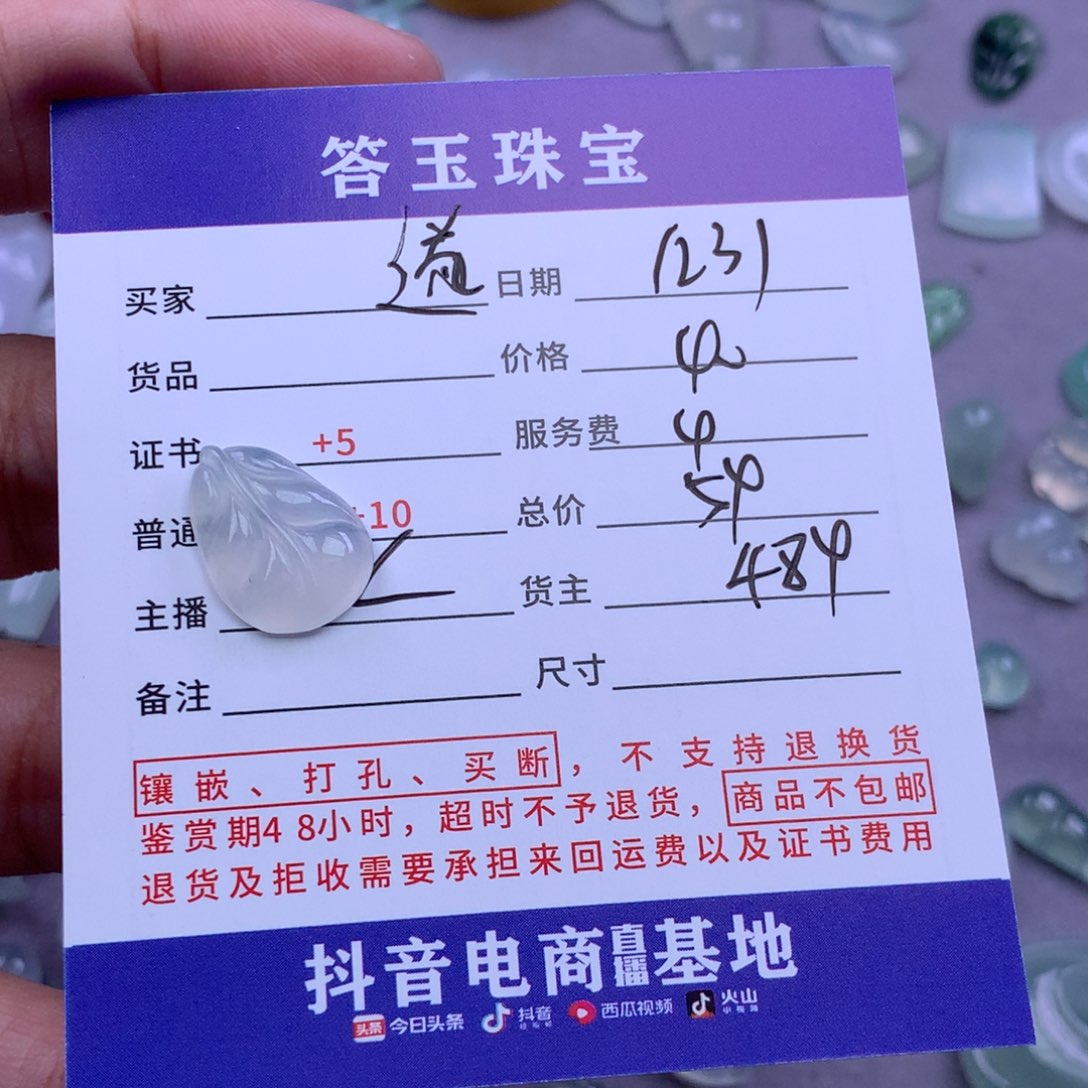 答玉珠宝
买家 道 日期 1231
货品 价格 40
证书 +5 服务费 4
普通 +10 总价 54
主播 货主 484
备注 尺寸
镶嵌、打孔、买断，不支持退换货
鉴赏期48小时，超时不予退货，商品不包邮
退货及拒收需要承担来回运费以及证书费用
抖音电商直播基地
头条 今日头条 抖音 西瓜视频 火山